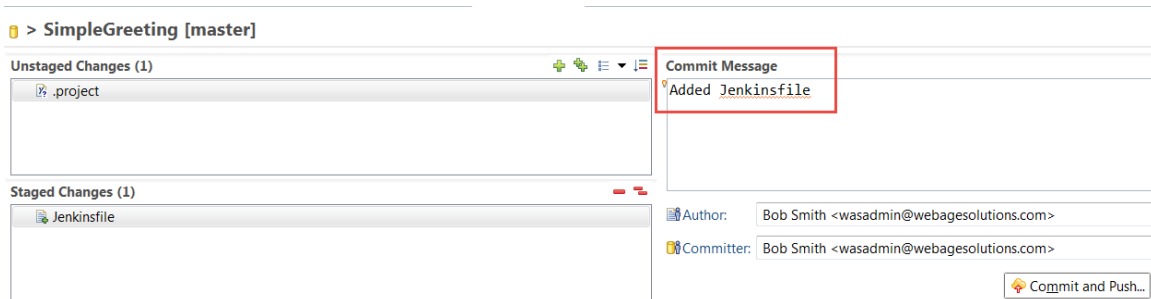 > SimpleGreeting [master]
Unstaged Changes (1)
.project
Staged Changes (1)
Jenkinsfile
Commit Message
Added Jenkinsfile
Author: Bob Smith <wasadmin@webagesolutions.com>
Committer: Bob Smith <wasadmin@webagesolutions.com>
Commit and Push...